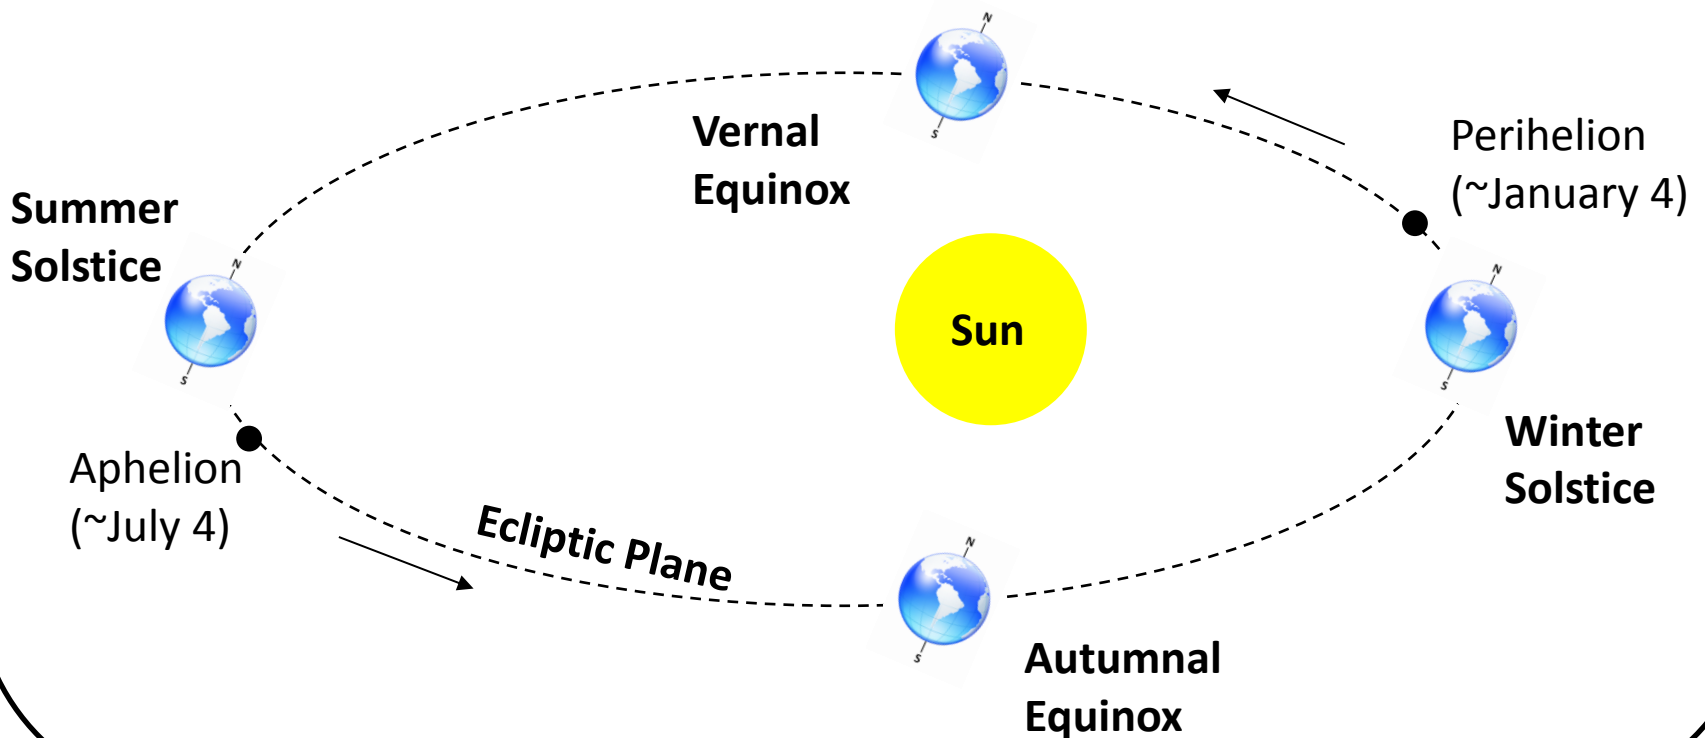 N
S
Vernal
Equinox
Perihelion
(~January 4)
Summer
Solstice
N
S
Sun
N
S
Winter
Solstice
Aphelion
(~July 4)
Ecliptic Plane
N
S
Autumnal
Equinox